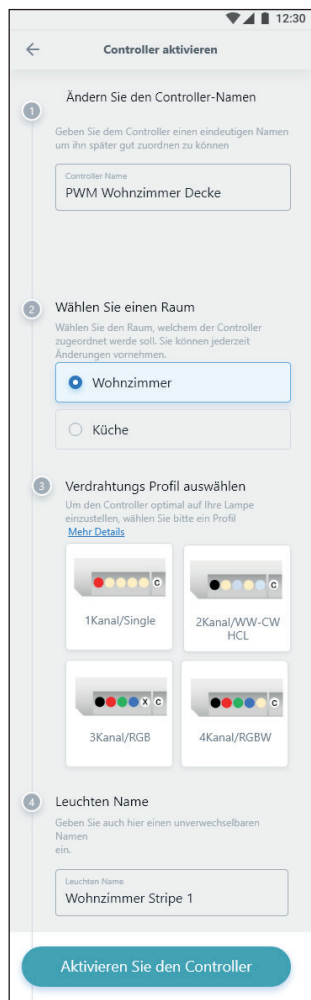 12:30
Controller aktivieren
1
Ändern Sie den Controller-Namen
Geben Sie dem Controller einen eindeutigen Namen
um ihn später gut zuordnen zu können
Controller Name
PWM Wohnzimmer Decke
2
Wählen Sie einen Raum
Wählen Sie den Raum, welchem der Controller
zugeordnet werde soll. Sie können jederzeit
Änderungen vornehmen.
Wohnzimmer
Küche
3
Verdrahtungs Profil auswählen
Um den Controller optimal auf Ihre Lampe
einzustellen, wählen Sie bitte ein Profil
Mehr Details
C
1Kanal/Single
C
2Kanal/WW-CW
HCL
X C
3Kanal/RGB
C
4Kanal/RGBW
4
Leuchten Name
Geben Sie auch hier einen unverwechselbaren
Namen
ein.
Leuchten Name
Wohnzimmer Stripe 1
Aktivieren Sie den Controller